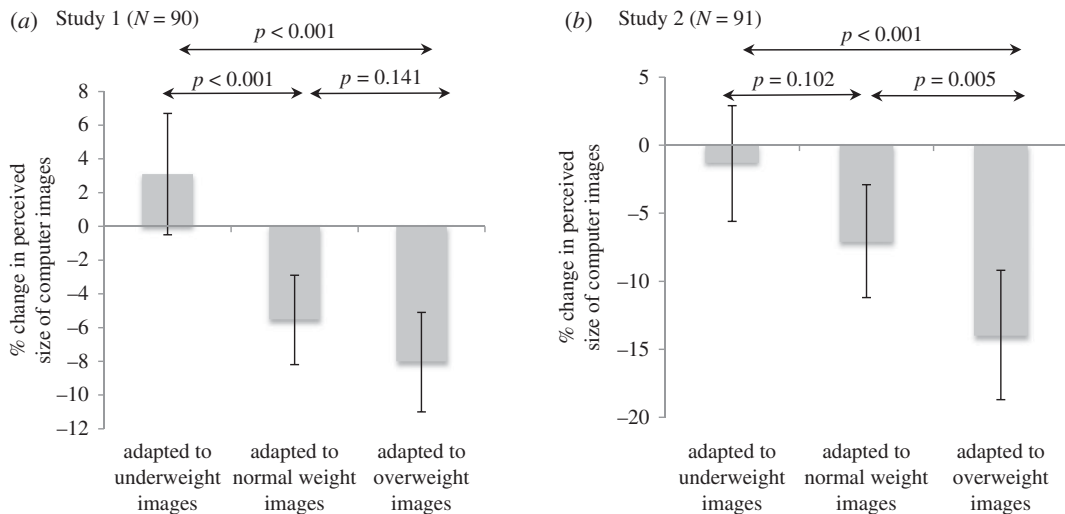 (a) Study 1 (N = 90)
p < 0.001
p < 0.001
p = 0.141
8
6
4
2
0
–2
–4
–6
–8
–10
–12
% change in perceived
size of computer images
adapted to
underweight
images
adapted to
normal weight
images
adapted to
overweight
images
(b) Study 2 (N = 91)
p < 0.001
p = 0.102
p = 0.005
5
0
–5
–10
–15
–20
% change in perceived
size of computer images
adapted to
underweight
images
adapted to
normal weight
images
adapted to
overweight
images